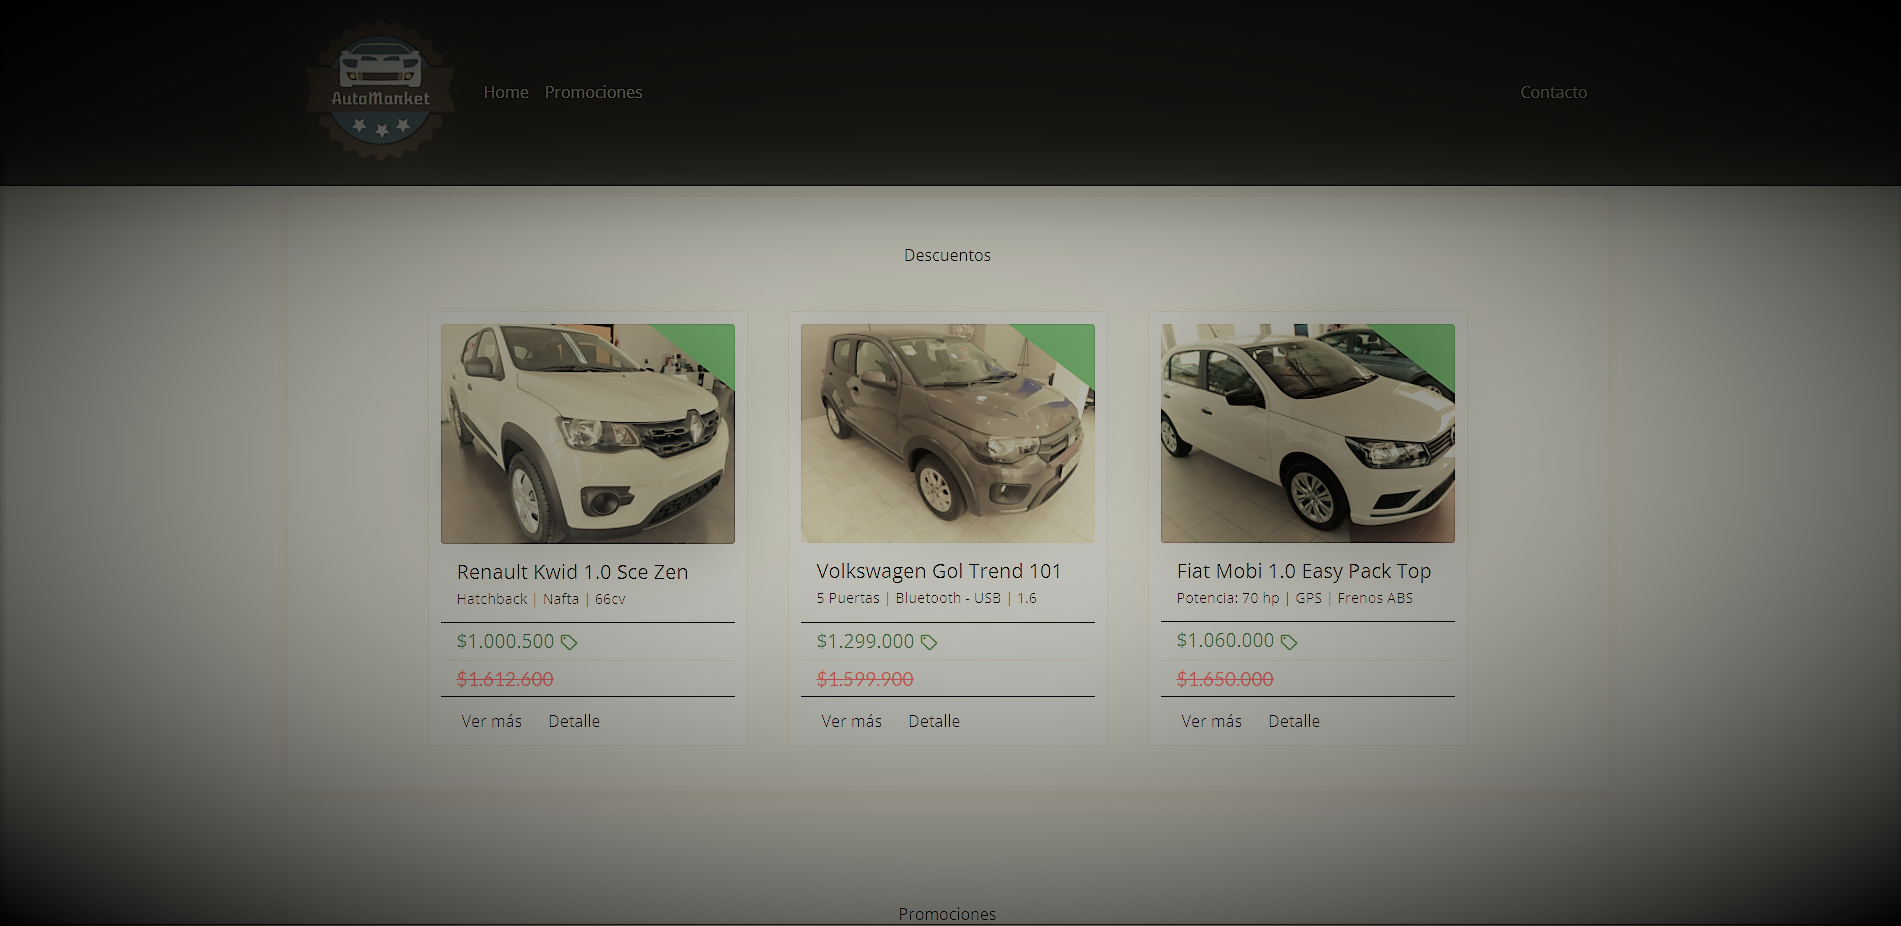 AutoMarket
Home Promociones Contacto
Descuentos
Renault Kwid 1.0 Sce Zen
Hatchback | Nafta | 66cv
$1.000.500
$1.612.600
Ver más Detalle
Volkswagen Gol Trend 101
5 Puertas | Bluetooth - USB | 1.6
$1.299.000
$1.599.900
Ver más Detalle
Fiat Mobi 1.0 Easy Pack Top
Potencia: 70 hp | GPS | Frenos ABS
$1.060.000
$1.650.000
Ver más Detalle
Promociones